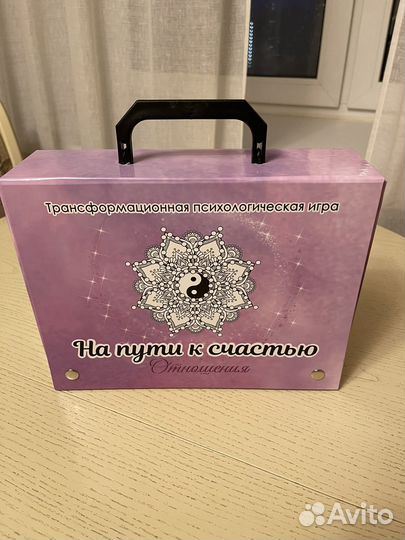 Трансформационная психологическая игра
На пути к счастью
Отношения
Avito